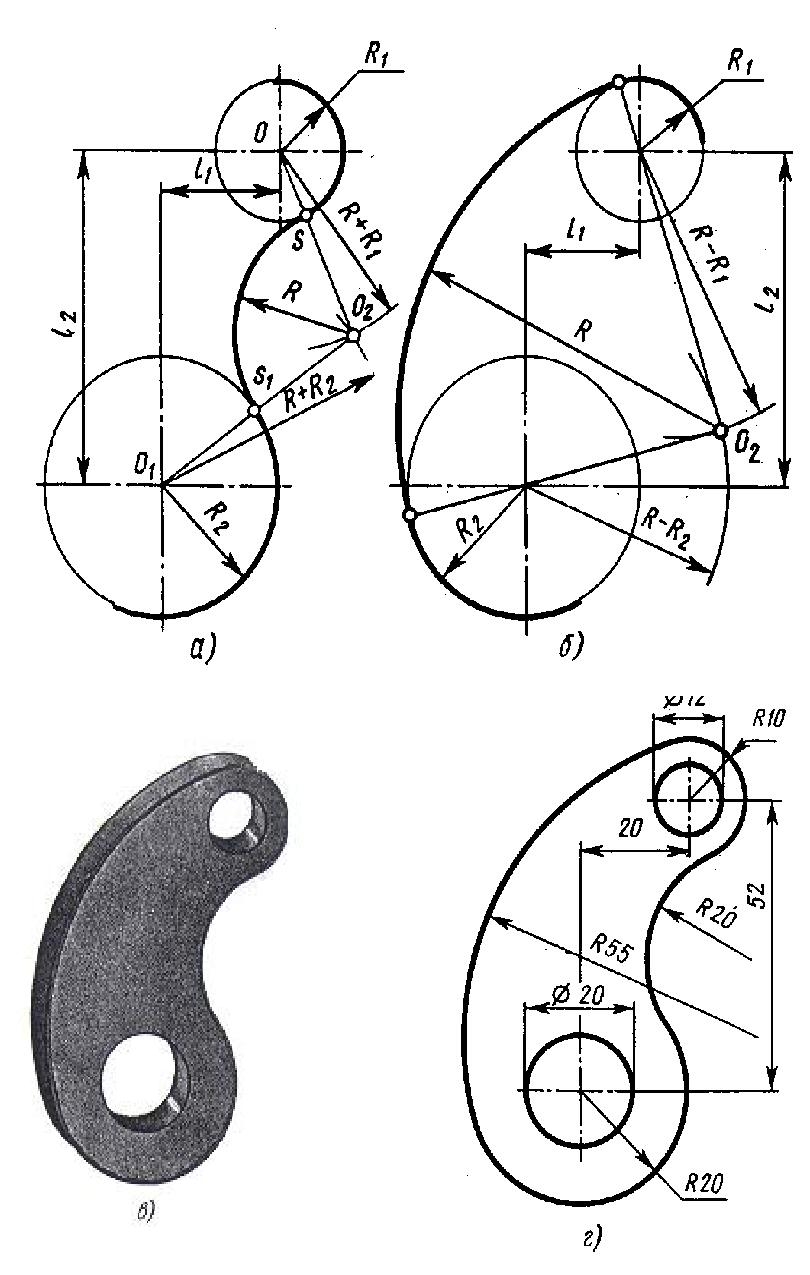 R₁
O
l₁
R+R₁
S
R
O₂
l₂
S₁
R+R₂
O₁
R₂
а)
R₁
l₁
R−R₁
l₂
R
O₂
R₂
R−R₂
б)
в)
R10
20
52
R20
R55
Ø 20
R20
г)